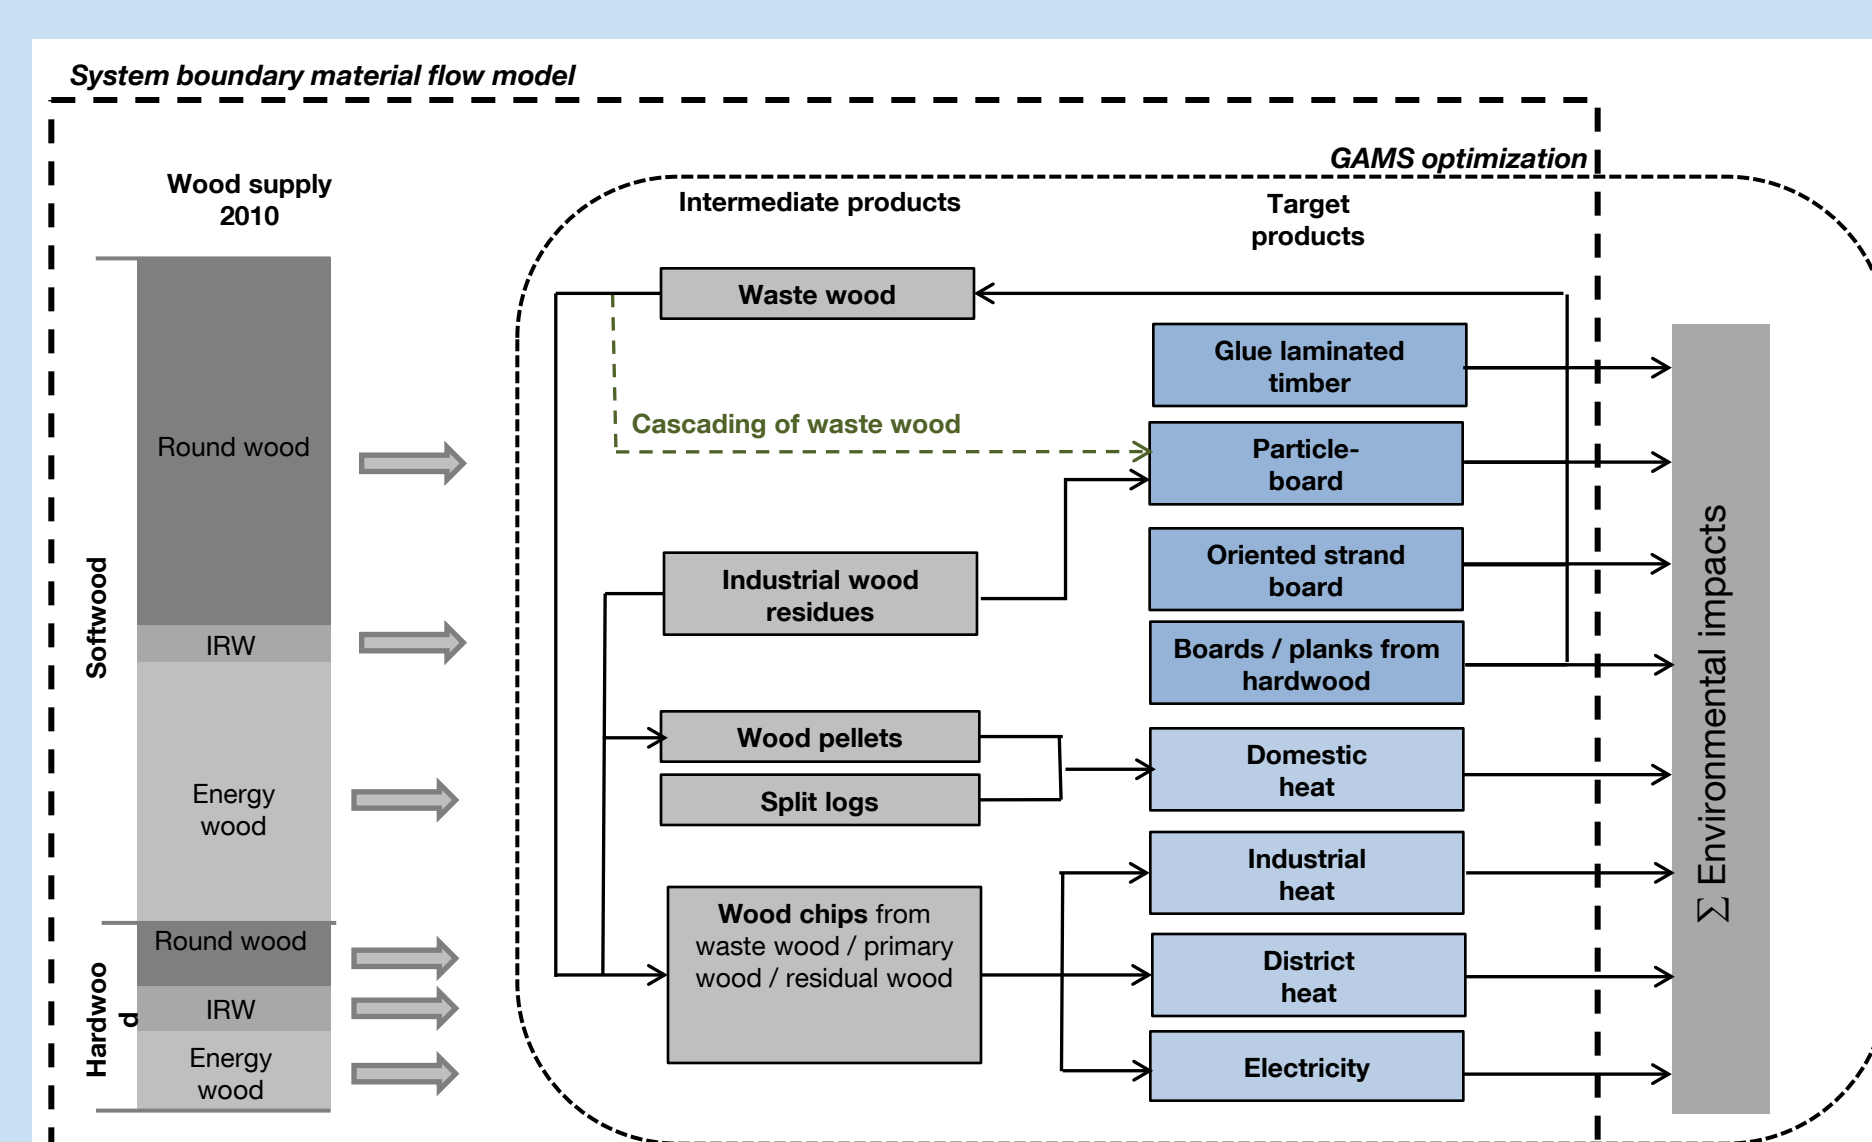 System boundary material flow model
GAMS optimization
Wood supply
2010
Intermediate products
Target
products
Softwood
Round wood
IRW
Energy
wood
Hardwoo
d
Round wood
IRW
Energy
wood
Waste wood
Cascading of waste wood
Industrial wood
residues
Wood pellets
Split logs
Wood chips from
waste wood / primary
wood / residual wood
Glue laminated
timber
Particle-
board
Oriented strand
board
Boards / planks from
hardwood
Domestic
heat
Industrial
heat
District
heat
Electricity
∑ Environmental impacts